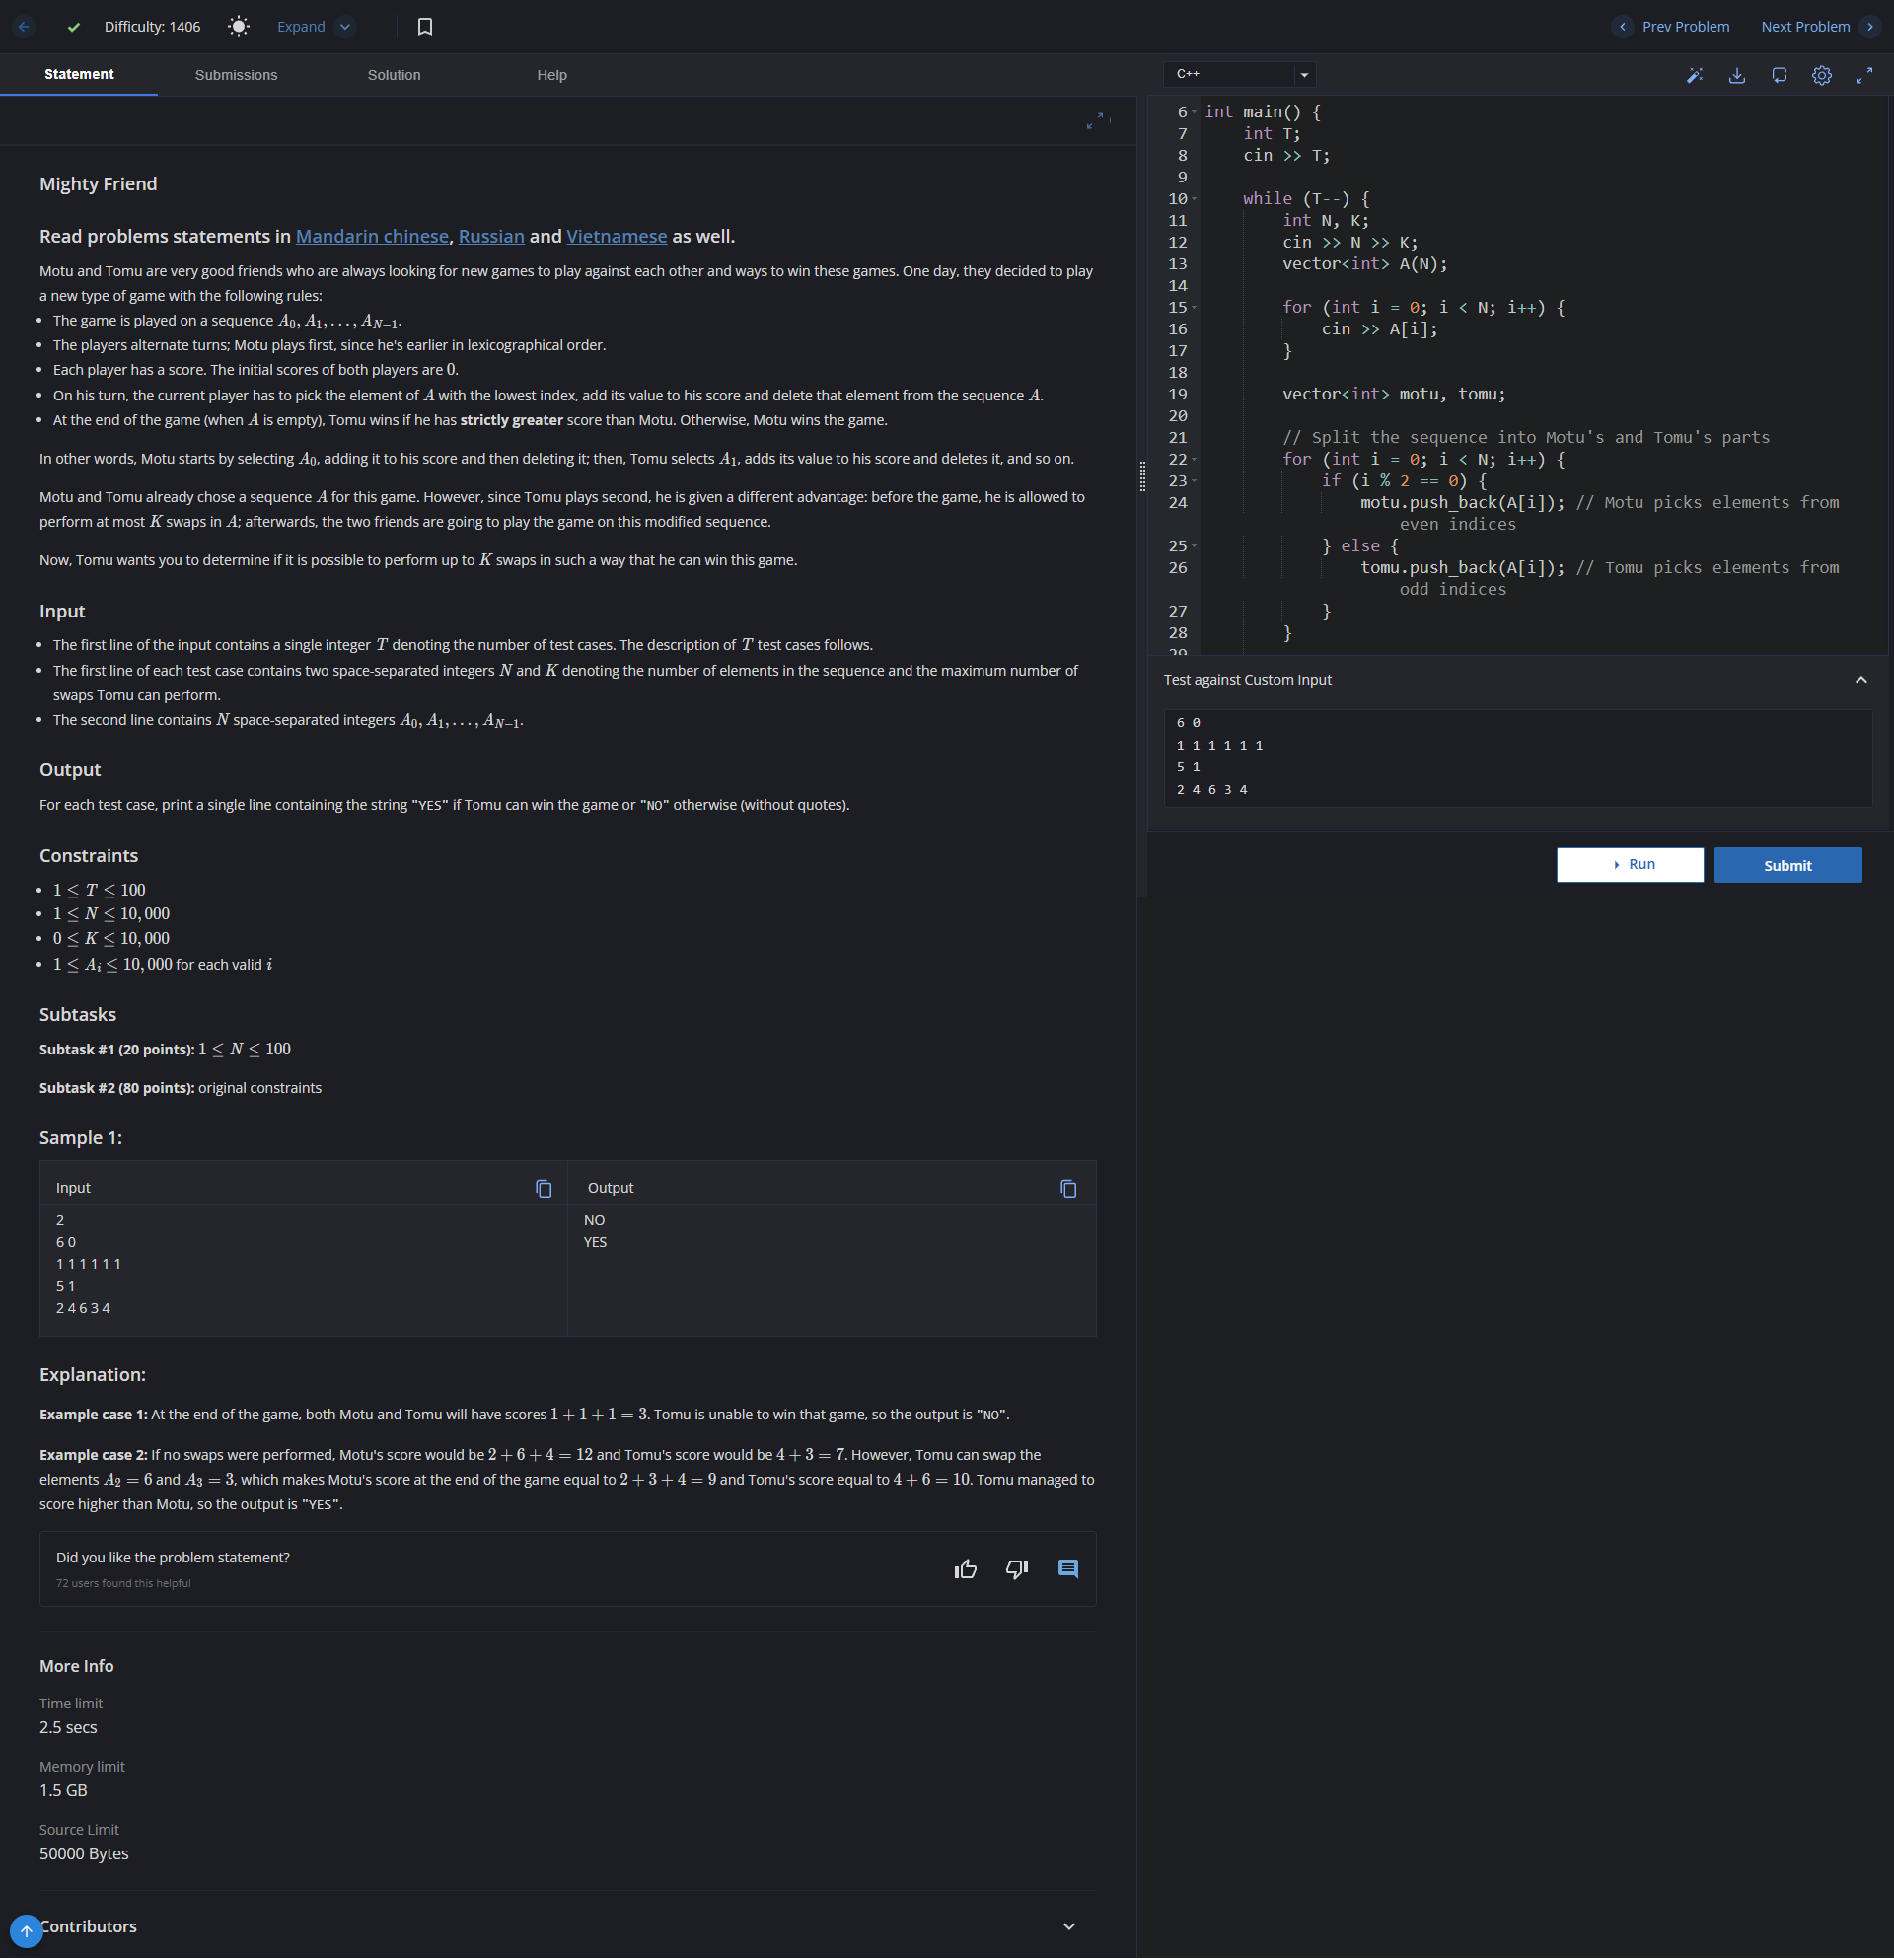 Difficulty: 1406
Expand
Prev Problem
Next Problem
Statement
Submissions
Solution
Help
Mighty Friend
Read problems statements in Mandarin chinese, Russian and Vietnamese as well.
Motu and Tomu are very good friends who are always looking for new games to play against each other and ways to win these games. One day, they decided to play
a new type of game with the following rules:
• The game is played on a sequence A₀, A₁, . . . , A_{N−1}.
• The players alternate turns; Motu plays first, since he's earlier in lexicographical order.
• Each player has a score. The initial scores of both players are 0.
• On his turn, the current player has to pick the element of A with the lowest index, add its value to his score and delete that element from the sequence A.
• At the end of the game (when A is empty), Tomu wins if he has strictly greater score than Motu. Otherwise, Motu wins the game.
In other words, Motu starts by selecting A₀, adding it to his score and then deleting it; then, Tomu selects A₁, adds its value to his score and deletes it, and so on.
Motu and Tomu already chose a sequence A for this game. However, since Tomu plays second, he is given a different advantage: before the game, he is allowed to
perform at most K swaps in A; afterwards, the two friends are going to play the game on this modified sequence.
Now, Tomu wants you to determine if it is possible to perform up to K swaps in such a way that he can win this game.
Input
• The first line of the input contains a single integer T denoting the number of test cases. The description of T test cases follows.
• The first line of each test case contains two space-separated integers N and K denoting the number of elements in the sequence and the maximum number of
swaps Tomu can perform.
• The second line contains N space-separated integers A₀, A₁, . . . , A_{N−1}.
Output
For each test case, print a single line containing the string "YES" if Tomu can win the game or "NO" otherwise (without quotes).
Constraints
• 1 ≤ T ≤ 100
• 1 ≤ N ≤ 10,000
• 0 ≤ K ≤ 10,000
• 1 ≤ Aᵢ ≤ 10,000 for each valid i
Subtasks
Subtask #1 (20 points): 1 ≤ N ≤ 100
Subtask #2 (80 points): original constraints
Sample 1:
Input
Output
2
6 0
1 1 1 1 1 1
5 1
2 4 6 3 4
NO
YES
Explanation:
Example case 1: At the end of the game, both Motu and Tomu will have scores 1 + 1 + 1 = 3. Tomu is unable to win that game, so the output is "NO".
Example case 2: If no swaps were performed, Motu's score would be 2 + 6 + 4 = 12 and Tomu's score would be 4 + 3 = 7. However, Tomu can swap the
elements A₂ = 6 and A₃ = 3, which makes Motu's score at the end of the game equal to 2 + 3 + 4 = 9 and Tomu's score equal to 4 + 6 = 10. Tomu managed to
score higher than Motu, so the output is "YES".
Did you like the problem statement?
72 users found this helpful
More Info
Time limit
2.5 secs
Memory limit
1.5 GB
Source Limit
50000 Bytes
Contributors
C++
6 int main() {
7 int T;
8 cin >> T;
9
10 while (T--) {
11 int N, K;
12 cin >> N >> K;
13 vector<int> A(N);
14
15 for (int i = 0; i < N; i++) {
16 cin >> A[i];
17 }
18
19 vector<int> motu, tomu;
20
21 // Split the sequence into Motu's and Tomu's parts
22 for (int i = 0; i < N; i++) {
23 if (i % 2 == 0) {
24 motu.push_back(A[i]); // Motu picks elements from
even indices
25 } else {
26 tomu.push_back(A[i]); // Tomu picks elements from
odd indices
27 }
28 }
29
Test against Custom Input
6 0
1 1 1 1 1 1
5 1
2 4 6 3 4
Run
Submit